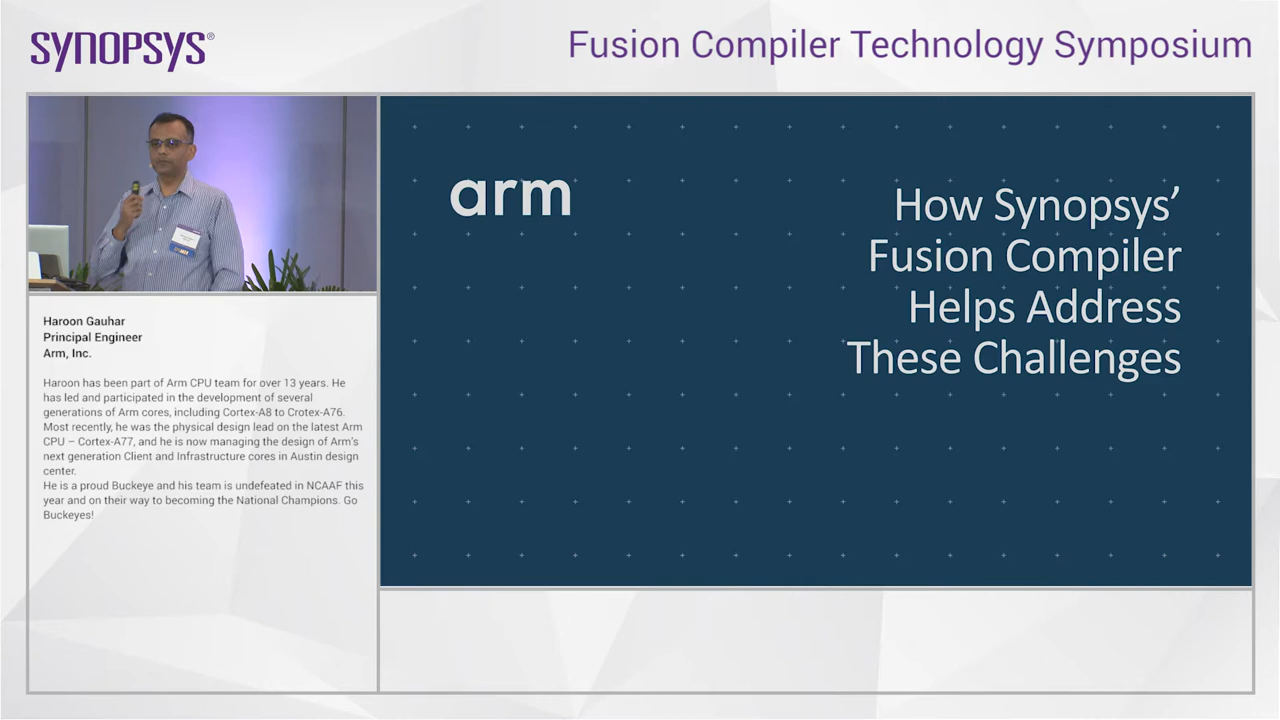 SYNOPSYS®
Fusion Compiler Technology Symposium
Haroon Gauhar
Principal Engineer
Arm, Inc.
Haroon has been part of Arm CPU team for over 13 years. He
has led and participated in the development of several
generations of Arm cores, including Cortex-A8 to Crotex-A76.
Most recently, he was the physical design lead on the latest Arm
CPU – Cortex-A77, and he is now managing the design of Arm's
next generation Client and Infrastructure cores in Austin design
center.
He is a proud Buckeye and his team is undefeated in NCAAF this
year and on their way to becoming the National Champions. Go
Buckeyes!
arm
How Synopsys’
Fusion Compiler
Helps Address
These Challenges